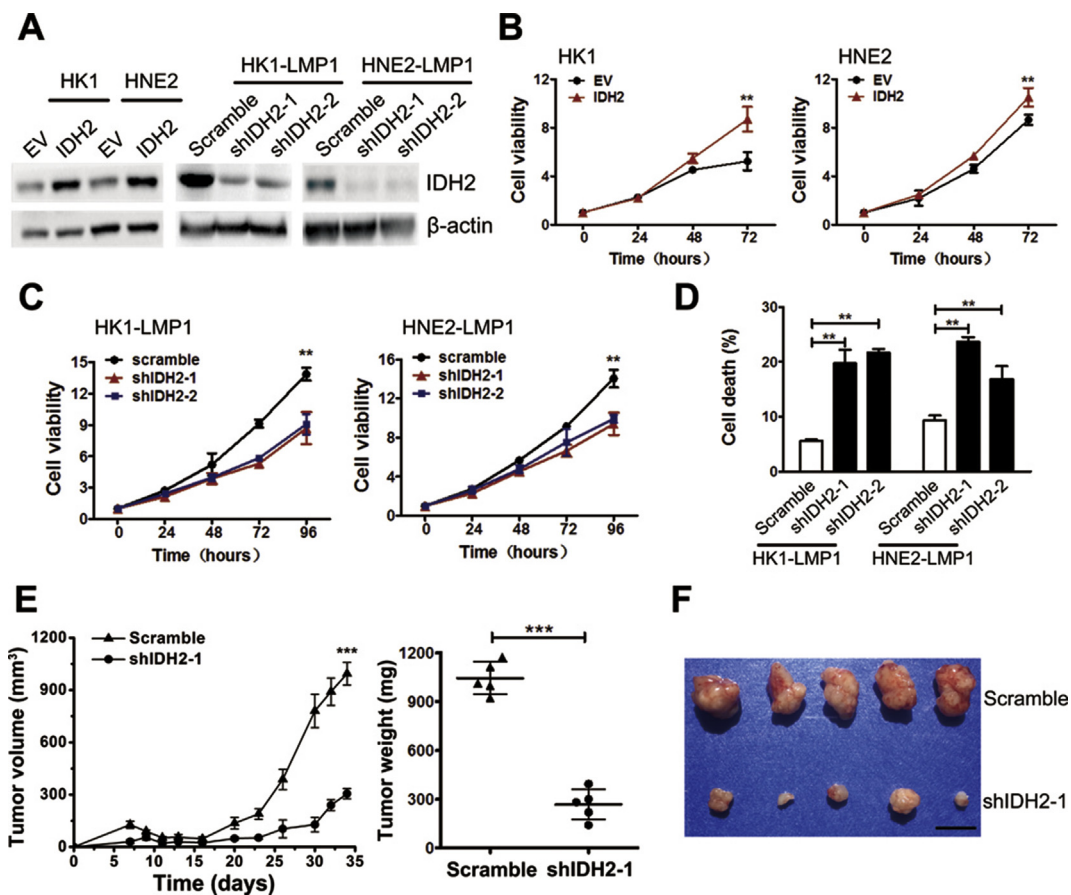 A
HK1 HNE2
EV IDH2 EV IDH2
HK1-LMP1 HNE2-LMP1
Scramble shIDH2-1 shIDH2-2 Scramble shIDH2-1 shIDH2-2
IDH2
β-actin
B
HK1
EV
IDH2
**
Cell viability
12
8
4
0
0 24 48 72
Time (hours)
HNE2
EV
IDH2
**
Cell viability
12
8
4
0
0 24 48 72
Time (hours)
C
HK1-LMP1
scramble
shIDH2-1
shIDH2-2
**
Cell viability
15
12
9
6
3
1
0 24 48 72 96
Time (hours)
HNE2-LMP1
scramble
shIDH2-1
shIDH2-2
**
Cell viability
15
10
5
0
0 24 48 72 96
Time (hours)
D
Cell death (%)
30
20
10
0
**
**
**
**
Scramble shIDH2-1 shIDH2-2 Scramble shIDH2-1 shIDH2-2
HK1-LMP1 HNE2-LMP1
E
Scramble
shIDH2-1
***
Tumor volume (mm³)
1200
900
600
300
0
0 5 10 15 20 25 30 35
Time (days)
***
Tumor weight (mg)
1200
900
600
300
0
Scramble shIDH2-1
F
Scramble
shIDH2-1